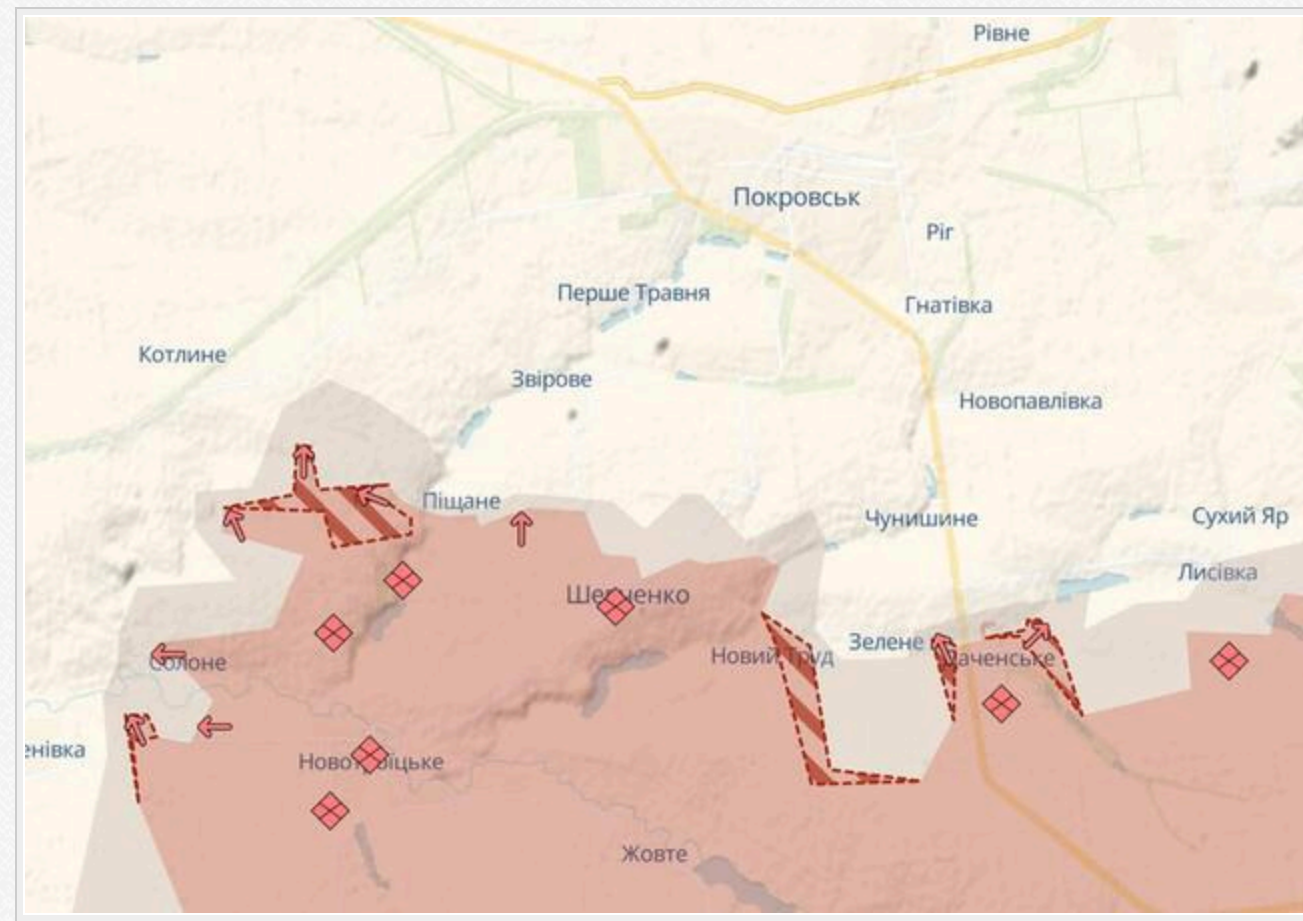 Рівне
Покровськ
Ріг
Перше Травня
Гнатівка
Котлине
Звірове
Новопавлівка
Піщане
Чунишине
Сухий Яр
Лисівка
Зелене
Новий Труд
Солоне
енівка
Жовте